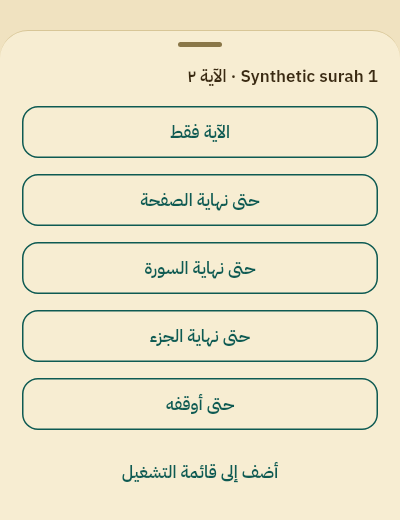 Synthetic surah 1 · الآية ٢
الآية فقط
حتى نهاية الصفحة
حتى نهاية السورة
حتى نهاية الجزء
حتى أوقفه
أضف إلى قائمة التشغيل